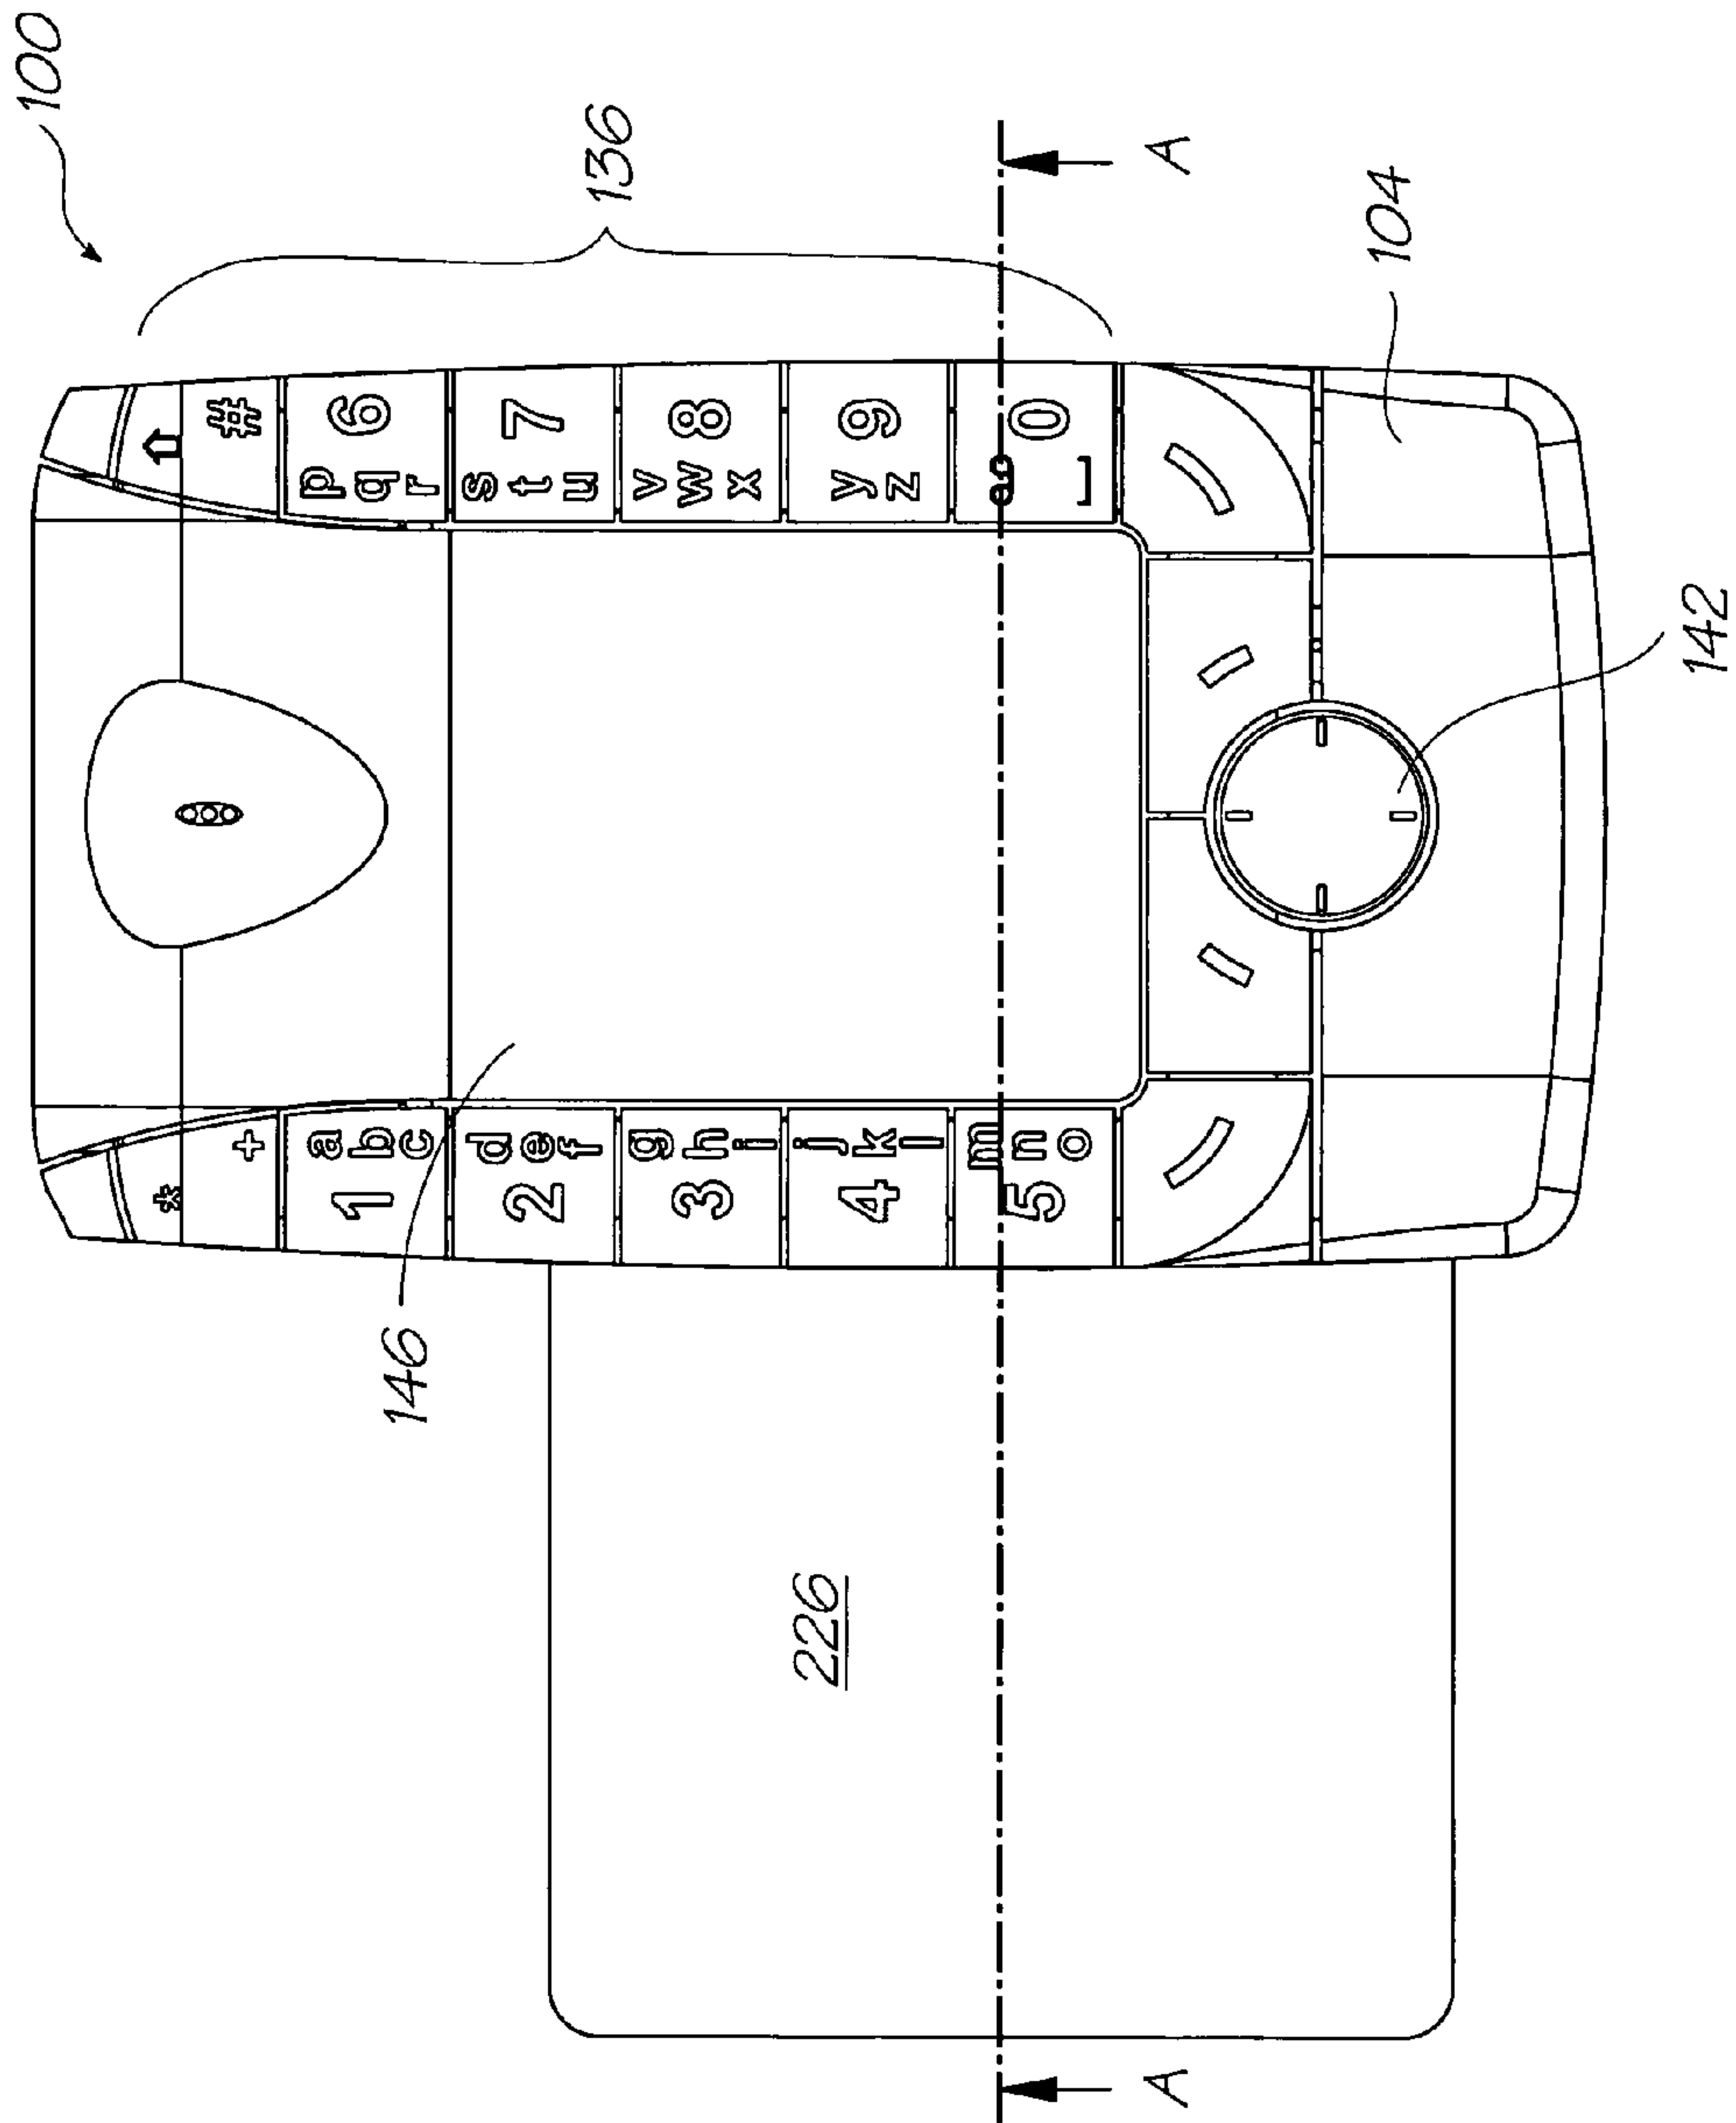 100
136
A
104
142
⇧ #
p q r 6
s t u 7
v w x 8
y z 9
0
* +
1 a b c
2 d e f
3 g h i
4 j k l
5 m n o
146
226
A